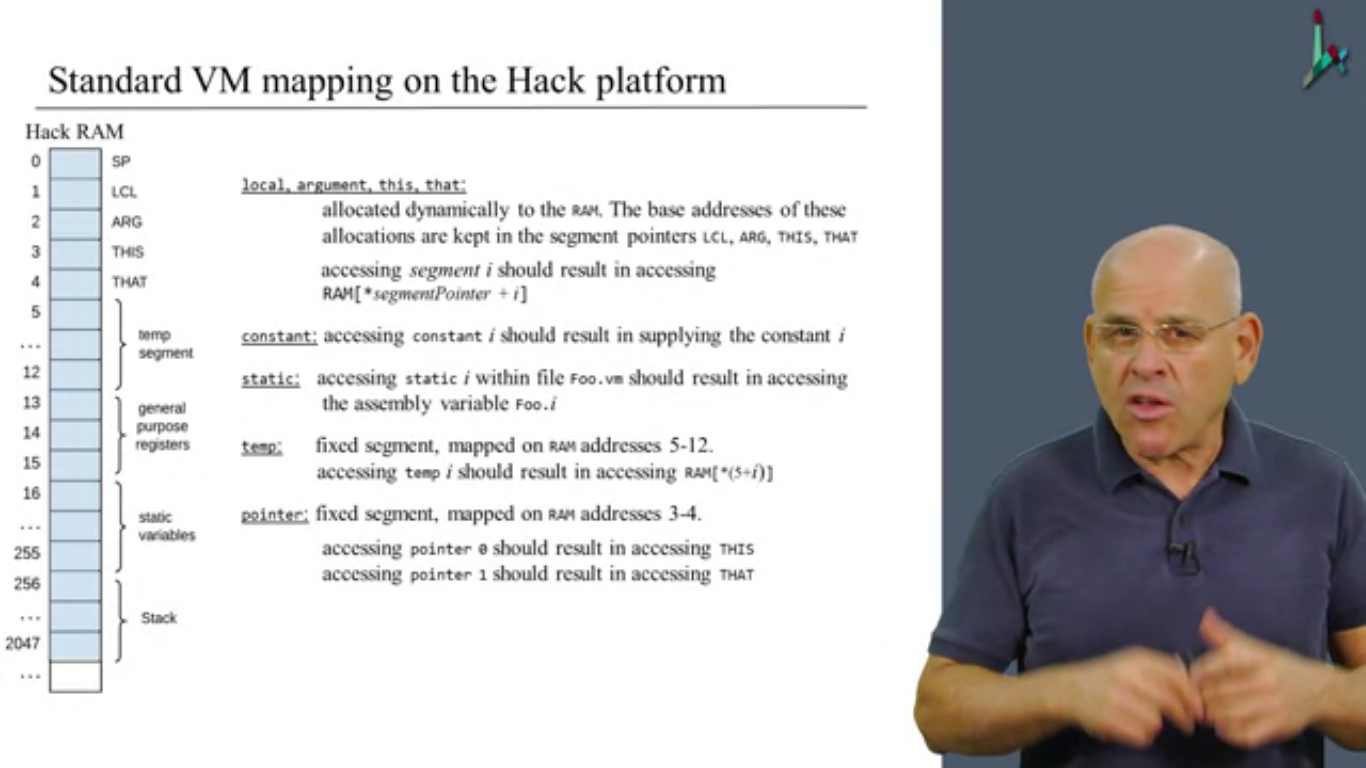 Standard VM mapping on the Hack platform
Hack RAM
0 SP
1 LCL
2 ARG
3 THIS
4 THAT
5
...
12
temp
segment
13
14
15
general
purpose
registers
16
...
255
static
variables
256
...
2047
Stack
...
local, argument, this, that:
allocated dynamically to the RAM. The base addresses of these
allocations are kept in the segment pointers LCL, ARG, THIS, THAT
accessing segment i should result in accessing
RAM[*segmentPointer + i]
constant: accessing constant i should result in supplying the constant i
static: accessing static i within file Foo.vm should result in accessing
the assembly variable Foo.i
temp: fixed segment, mapped on RAM addresses 5-12.
accessing temp i should result in accessing RAM[*(5+i)]
pointer: fixed segment, mapped on RAM addresses 3-4.
accessing pointer 0 should result in accessing THIS
accessing pointer 1 should result in accessing THAT